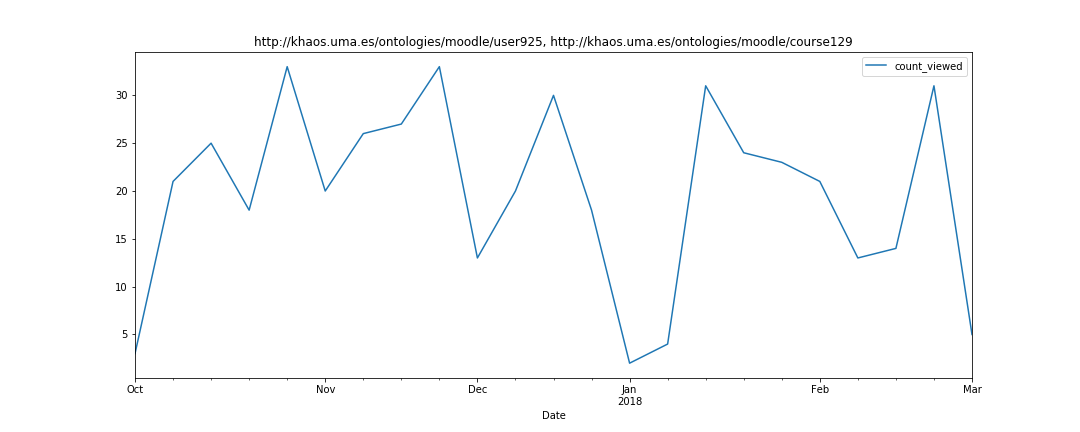 http://khaos.uma.es/ontologies/moodle/user925, http://khaos.uma.es/ontologies/moodle/course129
count_viewed
30
25
20
15
10
5
Oct Nov Dec Jan Feb Mar
2018
Date